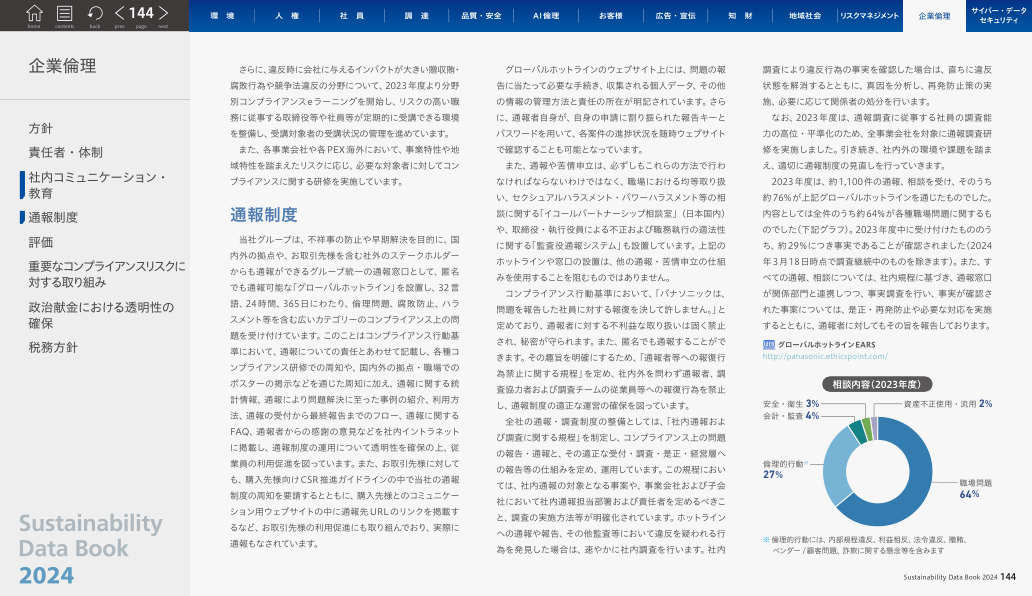 144
home
contents
back
prev
page
next
環 境
人 権
社 員
調 達
品質・安全
AI倫理
お客様
広告・宣伝
知 財
地域社会
リスクマネジメント
企業倫理
サイバー・データ
セキュリティ
企業倫理
方針
責任者・体制
社内コミュニケーション・
教育
通報制度
評価
重要なコンプライアンスリスクに
対する取り組み
政治献金における透明性の
確保
税務方針
Sustainability
Data Book
2024
さらに、違反時に会社に与えるインパクトが大きい贈収賄・
腐敗行為や競争法違反の分野について、2023年度より分野
別コンプライアンスeラーニングを開始し、リスクの高い職
務に従事する取締役等や社員等が定期的に受講できる環境
を整備し、受講対象者の受講状況の管理を進めています。
また、各事業会社や各PEX海外において、事業特性や地
域特性を踏まえたリスクに応じ、必要な対象者に対してコン
プライアンスに関する研修を実施しています。
通報制度
当社グループは、不祥事の防止や早期解決を目的に、国
内外の拠点や、お取引様を含む社外のステークホルダー
からも通報ができるグループ統一の通報窓口として、匿名
でも通報可能な「グローバルホットライン」を設置し、32言
語、24時間、365日にわたり、倫理問題、腐敗防止、ハラ
スメント等を含む広いカテゴリーのコンプライアンス上の問
題を受け付けています。このことはコンプライアンス行動基
準において、通報についての責任とあわせて記載し、各種コ
ンプライアンス研修での周知や、国内外の拠点・職場での
ポスターの掲示などを通じた周知に加え、通報に関する統
計情報、通報により問題解決に至った事例の紹介、利用方
法、通報の受付から最終報告までのフロー、通報に関する
FAQ、通報者からの感謝の意見などを社内イントラネット
に掲載し、通報制度の運用について透明性を確保の上、従
業員の利用促進を図っています。また、お取引先様に対して
も、購入先様向けCSR推進ガイドラインの中で当社の通報
制度の周知を要請するとともに、購入先様とのコミュニケー
ション用ウェブサイトの中に通報先URLのリンクを掲載す
るなど、お取引先様の利用促進にも取り組んでおり、実際に
通報もなされています。
グローバルホットラインのウェブサイト上には、問題の報
告に当たって必要な手続き、収集される個人データ、その他
の情報の管理方法と責任の所在が明記されています。さら
に、通報者自身が、自身の申請に割り振られた報告キーと
パスワードを用いて、各案件の進捗状況を随時ウェブサイト
で確認することも可能となっています。
また、通報や苦情申立は、必ずしもこれらの方法で行わ
なければならないわけではなく、職場における均等取り扱
い、セクシュアルハラスメント・パワーハラスメント等の相
談に関する「イコールパートナーシップ相談室」（日本国内）
や、取締役・執行役員による不正および職務執行の適法性
に関する「監査役通報システム」も設置しています。上記の
ホットラインや窓口の設置は、他の通報・苦情申立の仕組
みを使用することを阻むものではありません。
コンプライアンス行動基準において、「パナソニックは、
問題を報告した社員に対する報復を決して許しません。」と
定めており、通報者に対する不利益な取り扱いは固く禁止
され、秘密が守られます。また、匿名でも通報することがで
きます。その趣旨を明確にするため、「通報者等への報復行
為禁止に関する規程」を定め、社内外を問わず通報者、調
査協力者および調査チームの従業員等への報復行為を禁止
し、通報制度の適正な運営の確保を図っています。
全社の通報・調査制度の整備としては、「社内通報およ
び調査に関する規程」を制定し、コンプライアンス上の問題
の報告・通報と、その適正な受付・調査・是正・経営層へ
の報告等の仕組みを定め、運用しています。この規程におい
ては、社内通報の対象となる事案や、事業会社および子会
社において社内通報担当部署および責任者を定めるべきこ
と、調査の実施方法等が明確化されています。ホットライン
への通報や報告、その他監査等において違反を疑われる行
為を発見した場合は、速やかに社内調査を行います。社内
調査により違反行為の事実を確認した場合は、直ちに違反
状態を解消するとともに、真因を分析し、再発防止策の実
施、必要に応じて関係者の処分を行います。
なお、2023年度は、通報調査に従事する社員の調査能
力の高位・平準化のため、全事業会社を対象に通報調査研
修を実施しました。引き続き、社内外の環境や課題を踏ま
え、適切に通報制度の見直しを行っていきます。
2023年度は、約1,100件の通報、相談を受け、そのうち
約76%が上記グローバルホットラインを通じたものでした。
内容としては全件のうち約64%が各種職場問題に関するも
のでした（下記グラフ）。2023年度中に受け付けたもののう
ち、約29%につき事実であることが確認されました（2024
年3月18日時点で調査継続中のものを除きます）。また、す
べての通報、相談については、社内規程に基づき、通報窓口
が関係部門と連携しつつ、事実調査を行い、事実が確認さ
れた事案については、是正・再発防止や必要な対応を実施
するとともに、通報者に対してもその旨を報告しております。
URL グローバルホットラインEARS
http://panasonic.ethicspoint.com/
相談内容（2023年度）
安全・衛生 3%
会計・監査 4%
資産不正使用・流用 2%
倫理的行動※
27%
職場問題
64%
※ 倫理的行動には、内部規程違反、利益相反、法令違反、贈賄、
ベンダー/顧客問題、詐欺に関する懸念等を含みます
Sustainability Data Book 2024 144